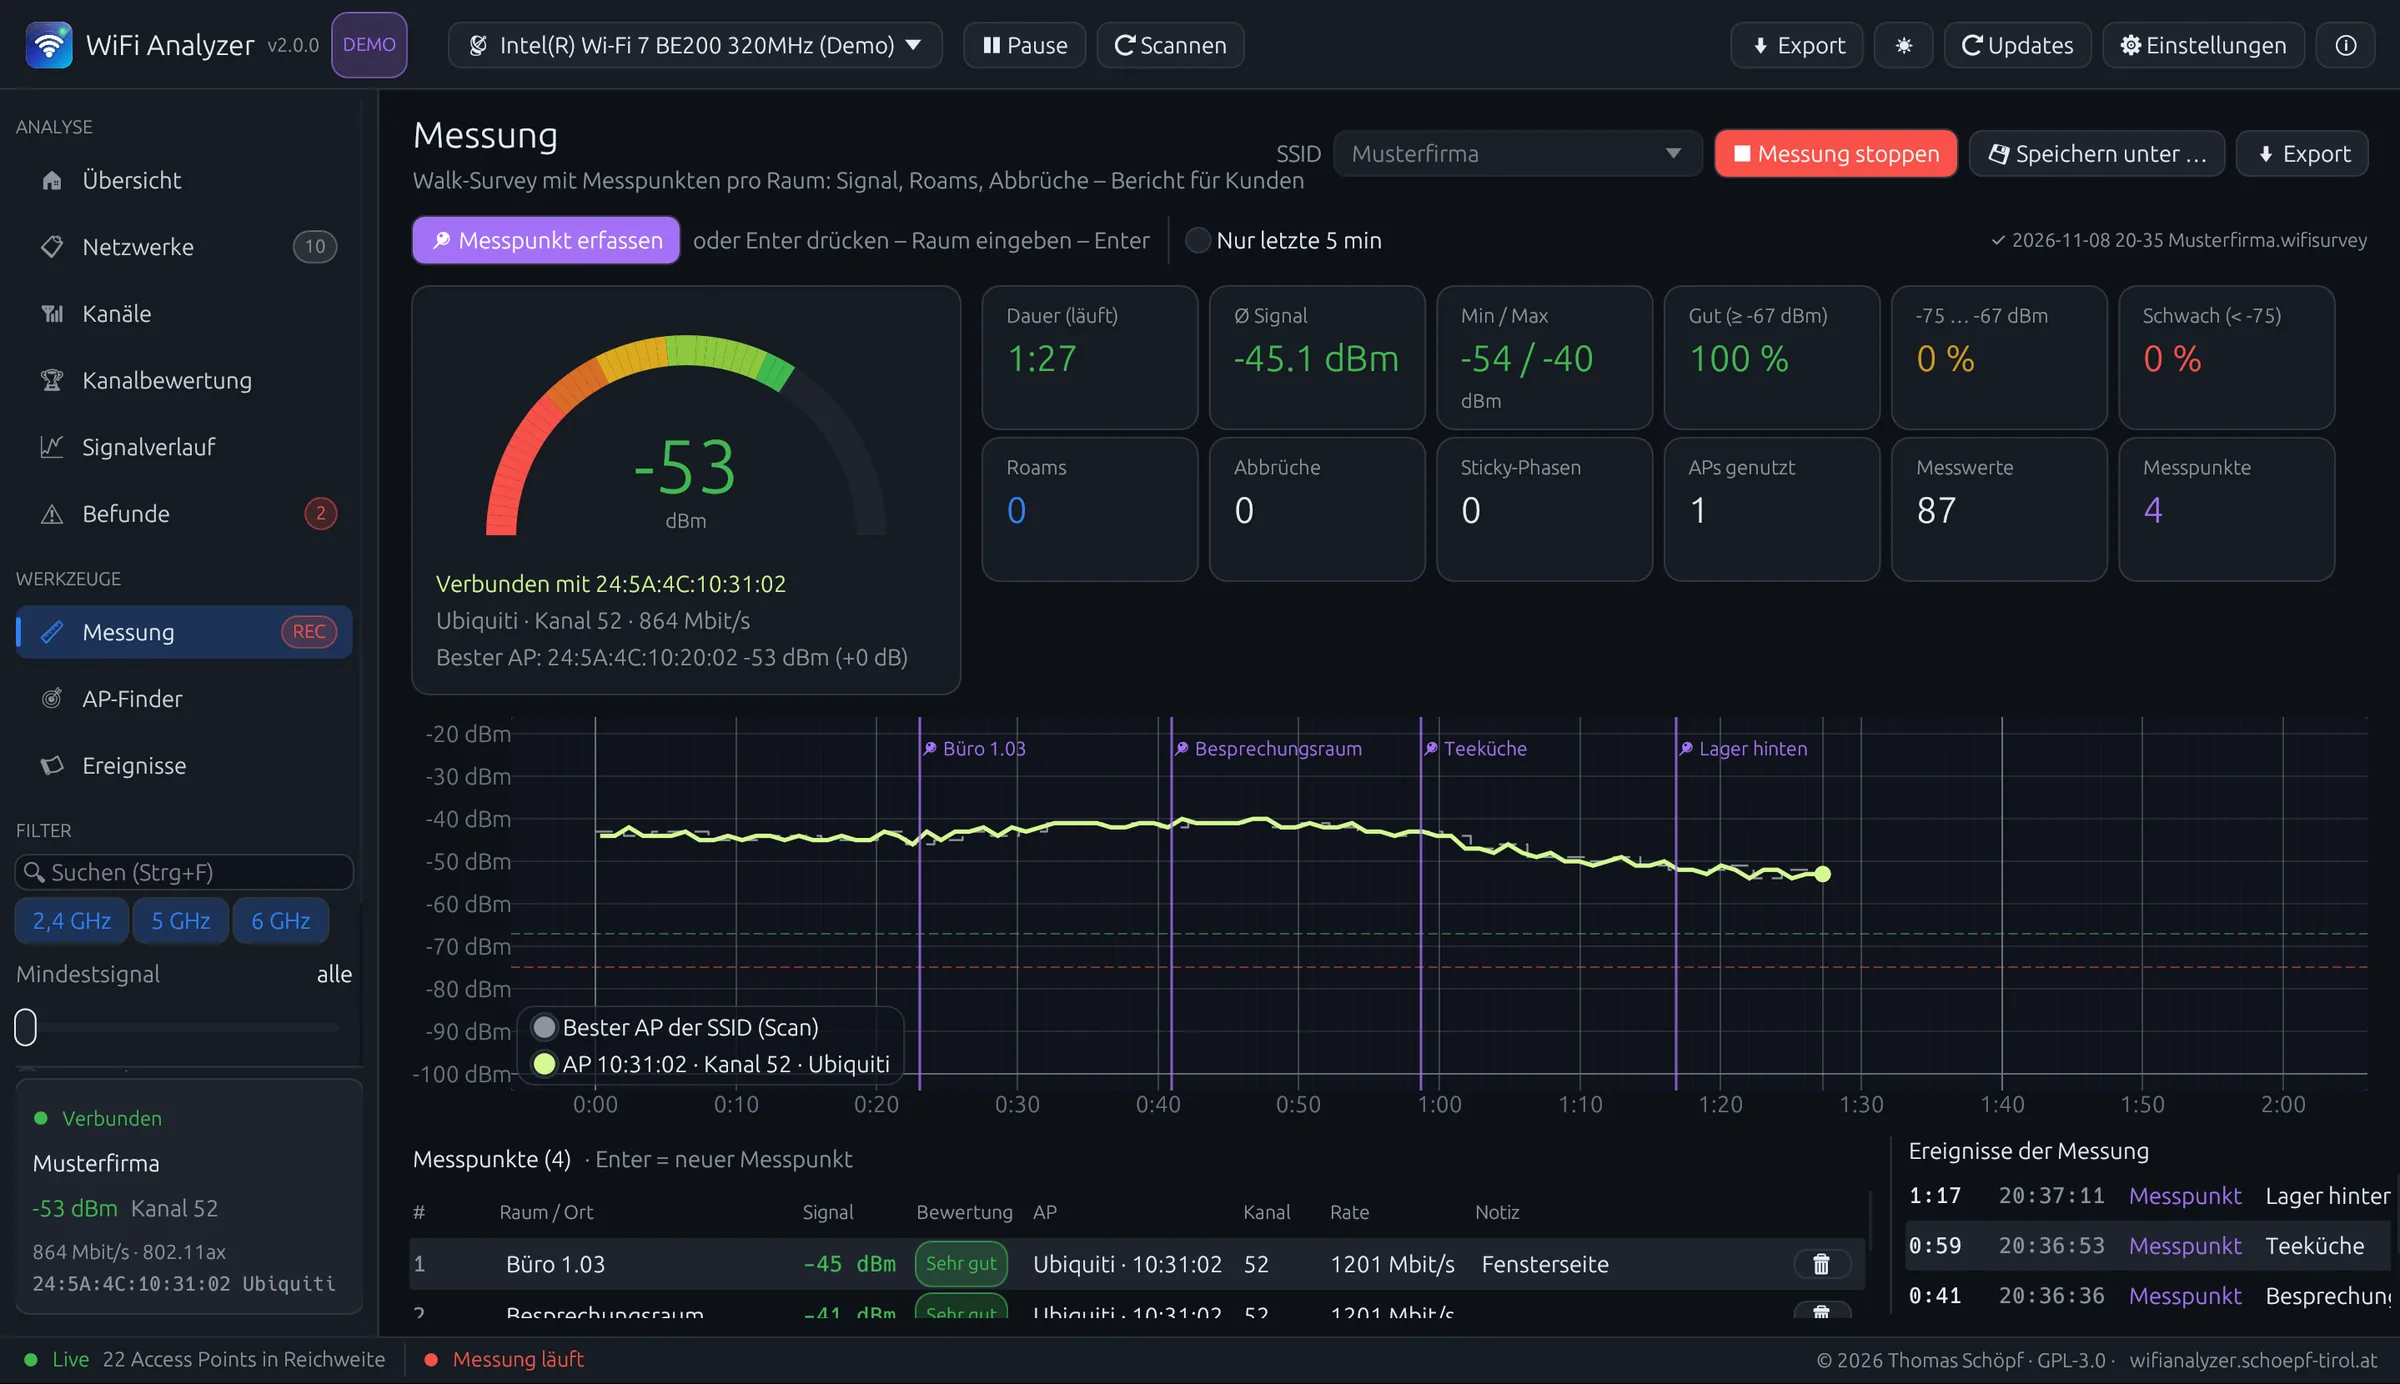 WiFi Analyzer v2.0.0 DEMO
Intel(R) Wi-Fi 7 BE200 320MHz (Demo)
Pause
Scannen
Export
Updates
Einstellungen
ANALYSE
Übersicht
Netzwerke 10
Kanäle
Kanalbewertung
Signalverlauf
Befunde 2
WERKZEUGE
Messung REC
AP-Finder
Ereignisse
FILTER
Suchen (Strg+F)
2,4 GHz 5 GHz 6 GHz
Mindestsignal alle
Verbunden
Musterfirma
-53 dBm Kanal 52
864 Mbit/s · 802.11ax
24:5A:4C:10:31:02 Ubiquiti
Messung
Walk-Survey mit Messpunkten pro Raum: Signal, Roams, Abbrüche – Bericht für Kunden
SSID Musterfirma
Messung stoppen
Speichern unter ...
Export
Messpunkt erfassen oder Enter drücken – Raum eingeben – Enter
Nur letzte 5 min
✓ 2026-11-08 20-35 Musterfirma.wifisurvey
-53
dBm
Verbunden mit 24:5A:4C:10:31:02
Ubiquiti · Kanal 52 · 864 Mbit/s
Bester AP: 24:5A:4C:10:20:02 -53 dBm (+0 dB)
Dauer (läuft)
1:27
Ø Signal
-45.1 dBm
Min / Max
-54 / -40
dBm
Gut (≥ -67 dBm)
100 %
-75 ... -67 dBm
0 %
Schwach (< -75)
0 %
Roams
0
Abbrüche
0
Sticky-Phasen
0
APs genutzt
1
Messwerte
87
Messpunkte
4
-20 dBm
-30 dBm
-40 dBm
-50 dBm
-60 dBm
-70 dBm
-80 dBm
-90 dBm
-100 dBm
Büro 1.03
Besprechungsraum
Teeküche
Lager hinten
Bester AP der SSID (Scan)
AP 10:31:02 · Kanal 52 · Ubiquiti
0:00 0:10 0:20 0:30 0:40 0:50 1:00 1:10 1:20 1:30 1:40 1:50 2:00
Messpunkte (4) · Enter = neuer Messpunkt
# Raum / Ort Signal Bewertung AP Kanal Rate Notiz
1 Büro 1.03 -45 dBm Sehr gut Ubiquiti · 10:31:02 52 1201 Mbit/s Fensterseite
2 Besprechungsraum -41 dBm Sehr gut Ubiquiti · 10:31:02 52 1201 Mbit/s
Ereignisse der Messung
1:17 20:37:11 Messpunkt Lager hinter
0:59 20:36:53 Messpunkt Teeküche
0:41 20:36:36 Messpunkt Besprechung
Live 22 Access Points in Reichweite
Messung läuft
© 2026 Thomas Schöpf · GPL-3.0 · wifianalyzer.schoepf-tirol.at